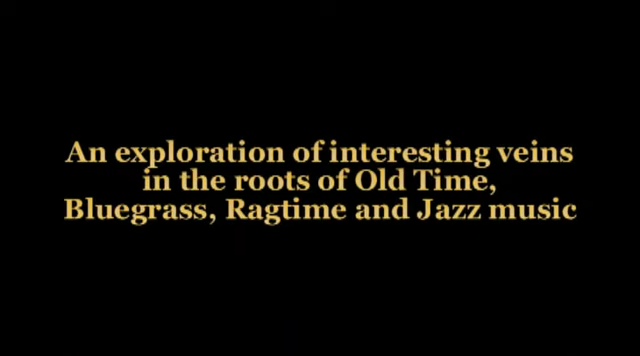 An exploration of interesting veins
in the roots of Old Time,
Bluegrass, Ragtime and Jazz music